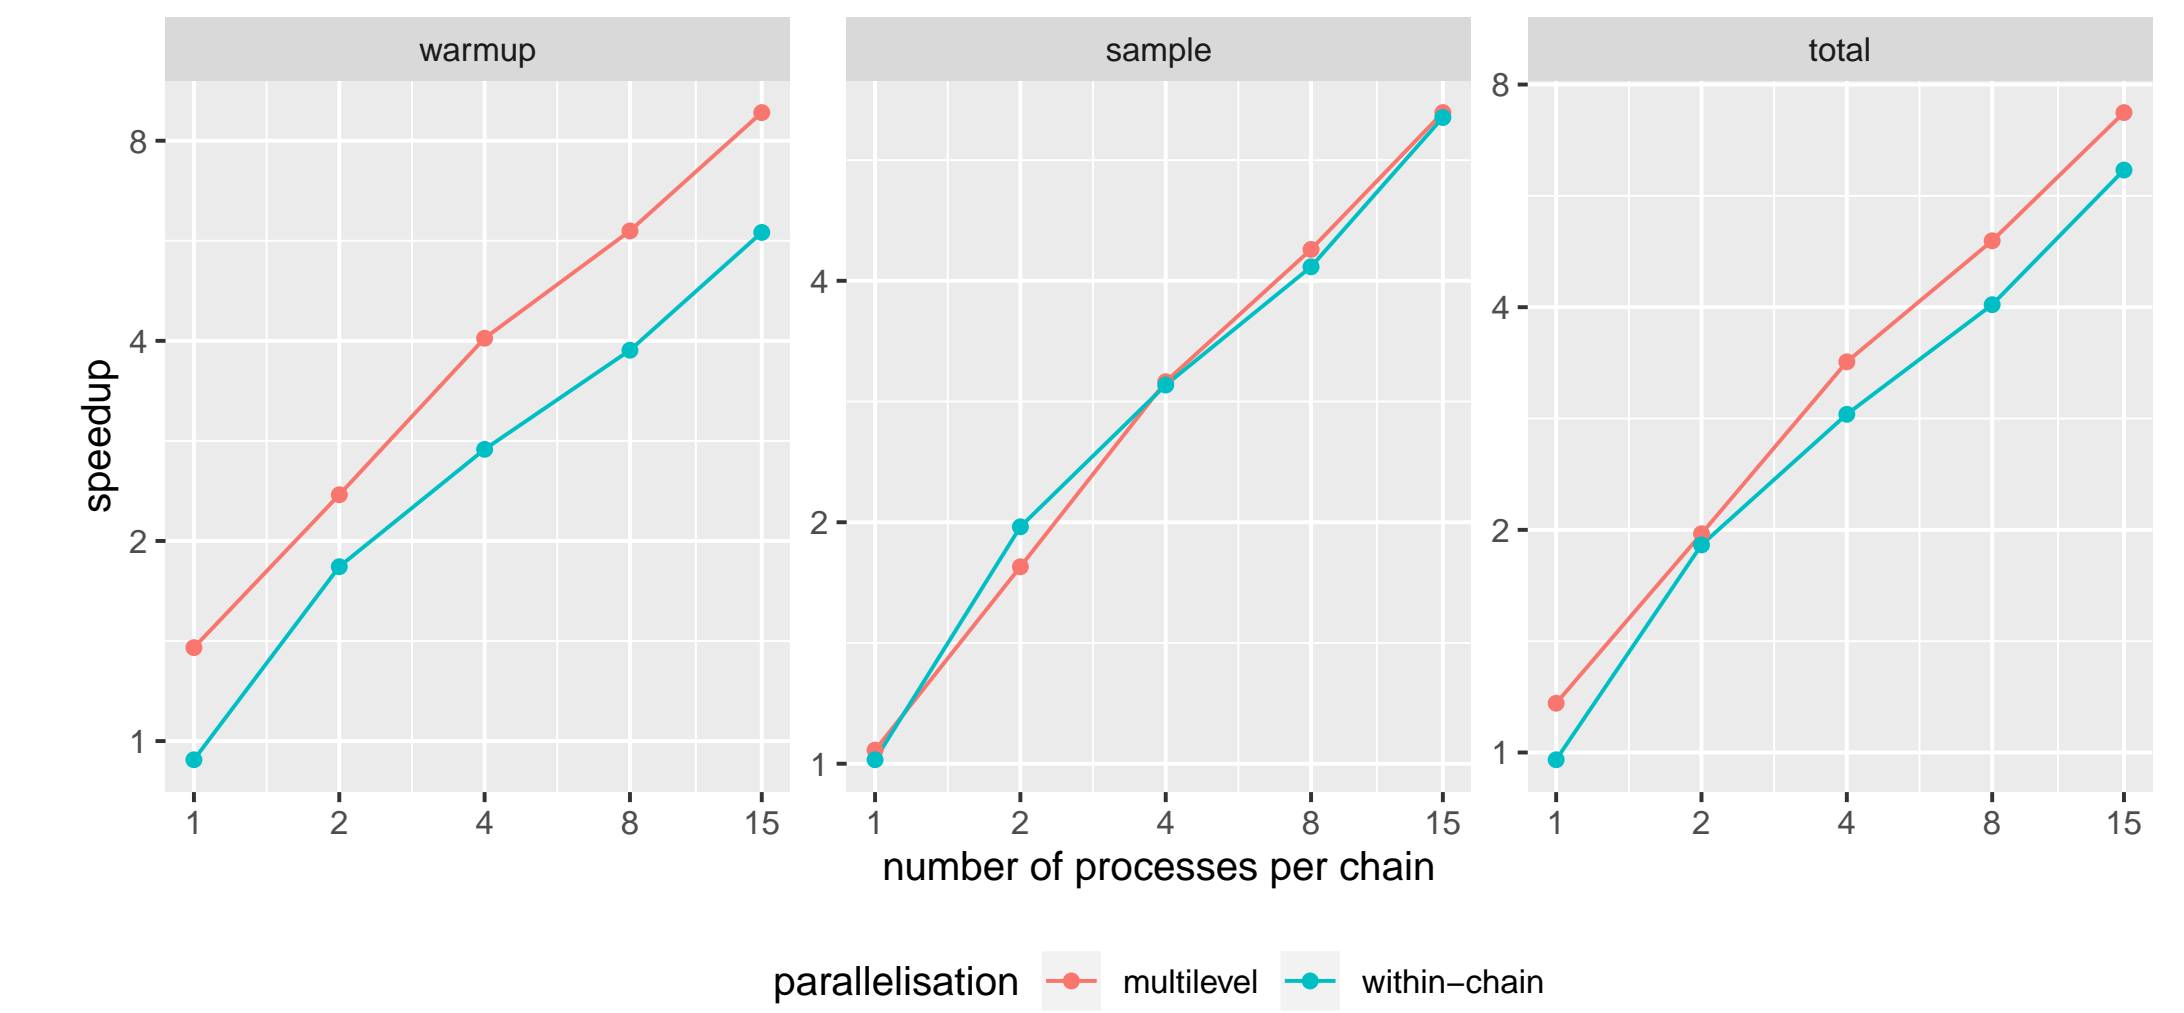 warmup
sample
total
speedup
8
4
2
1
4
2
1
8
4
2
1
1 2 4 8 15
1 2 4 8 15
1 2 4 8 15
number of processes per chain
parallelisation multilevel within−chain